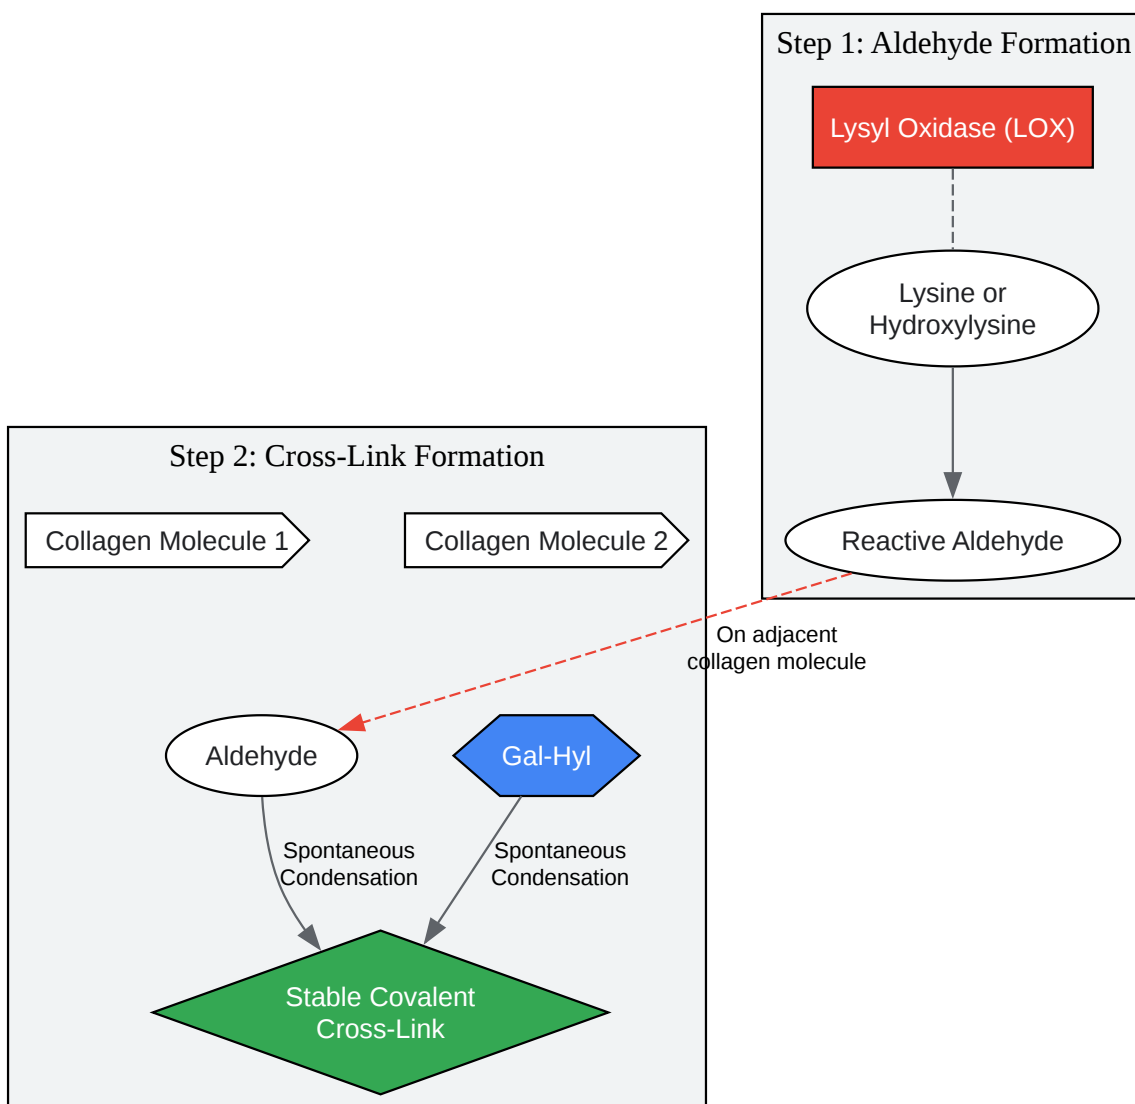 Step 1: Aldehyde Formation
Lysyl Oxidase (LOX)
Lysine or
Hydroxylysine
Reactive Aldehyde
On adjacent
collagen molecule
Step 2: Cross-Link Formation
Collagen Molecule 1
Collagen Molecule 2
Aldehyde
Gal-Hyl
Spontaneous
Condensation
Spontaneous
Condensation
Stable Covalent
Cross-Link